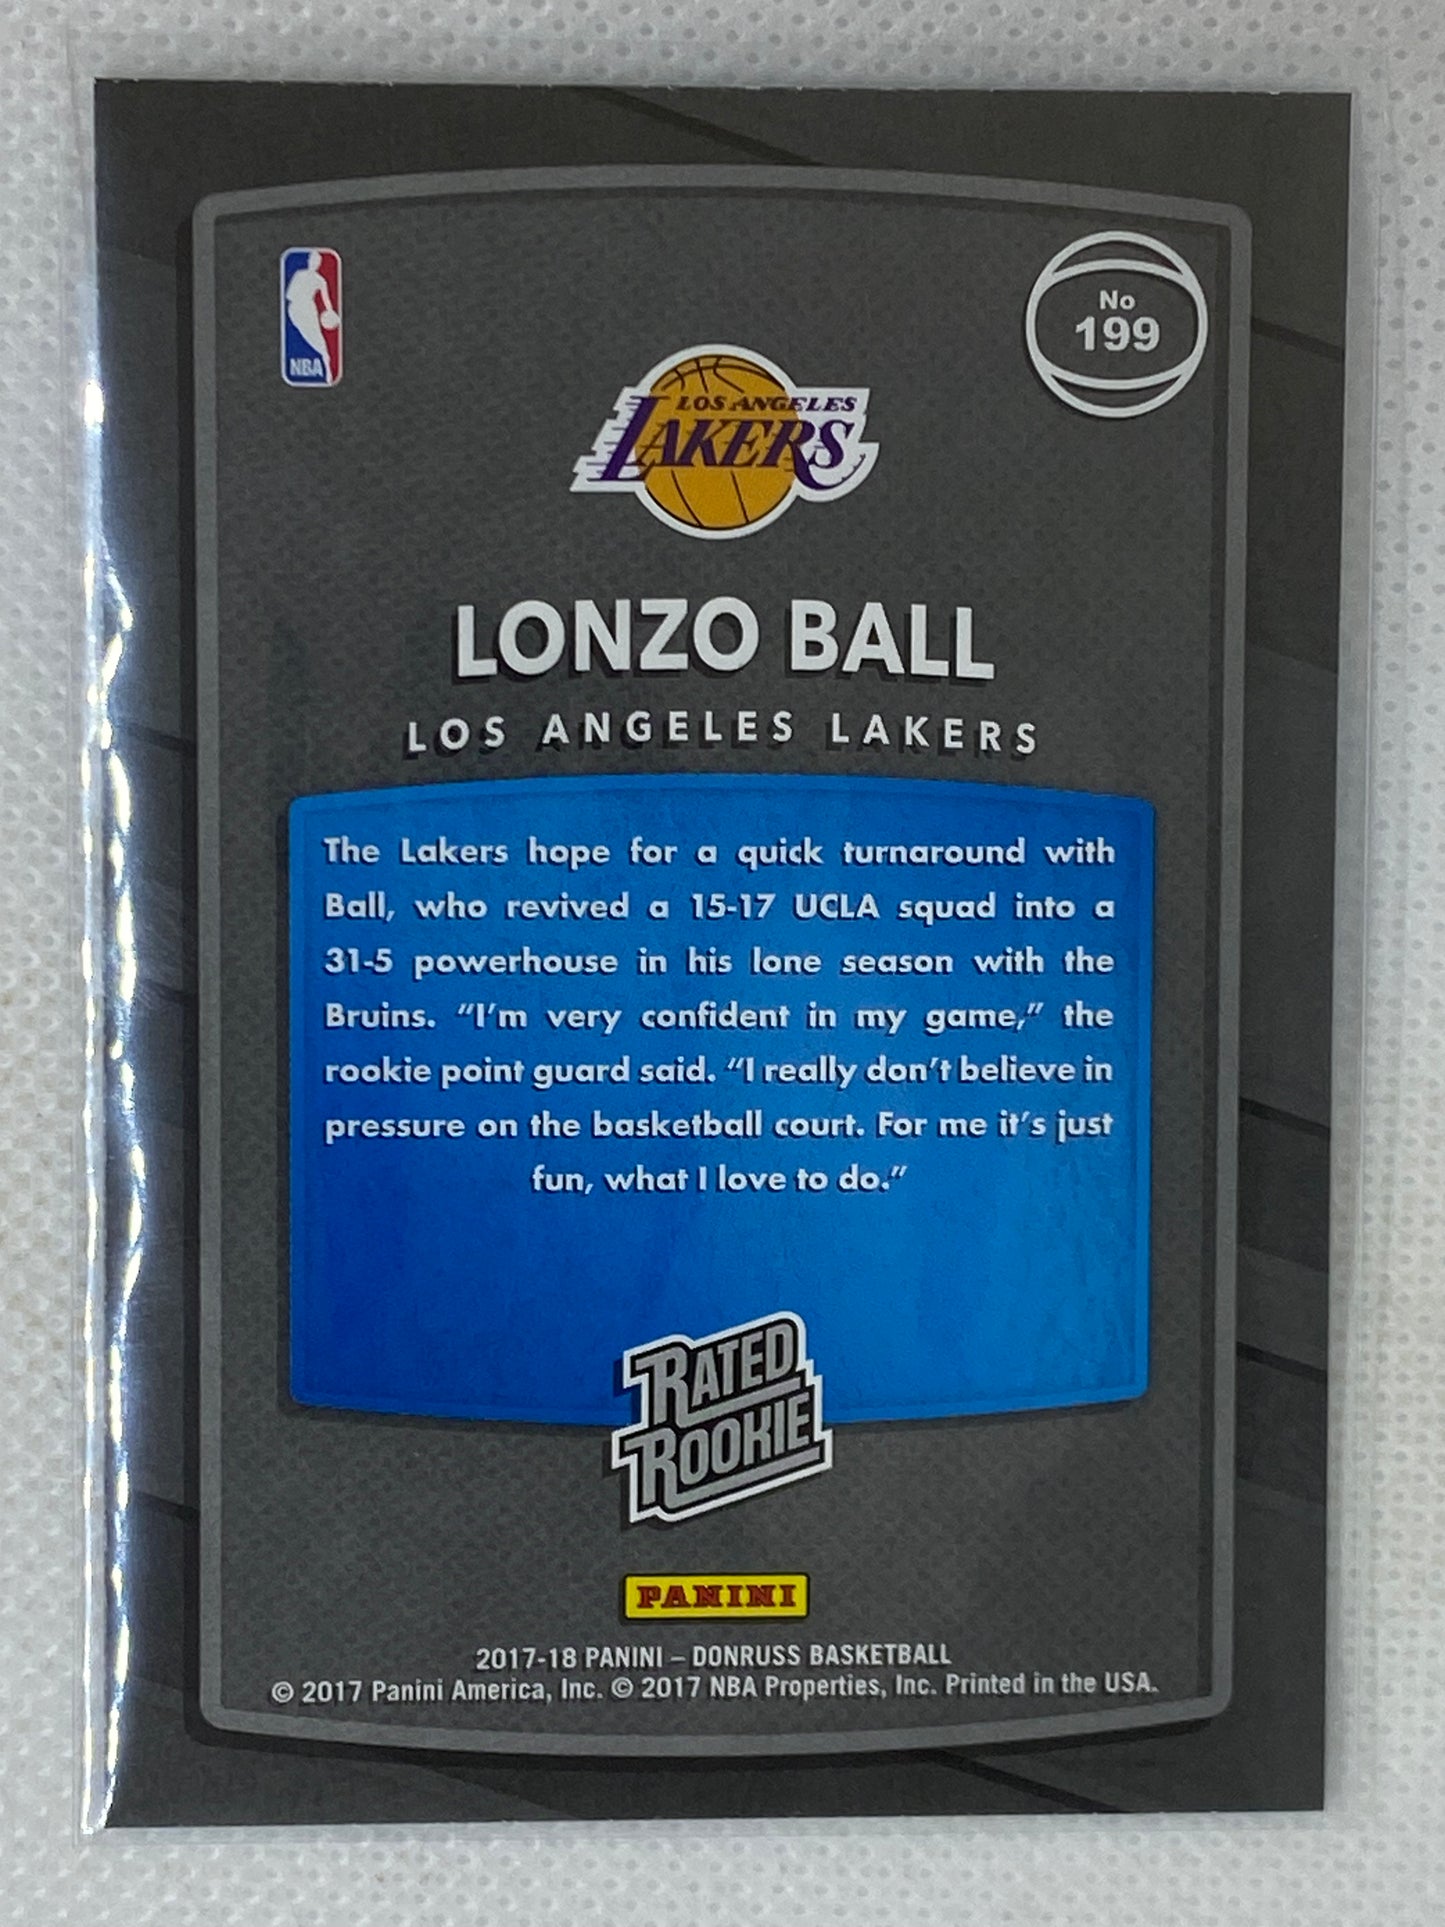 NBA
No
199
LOS ANGELES
LAKERS
LONZO BALL
LOS ANGELES LAKERS
The Lakers hope for a quick turnaround with
Ball, who revived a 15-17 UCLA squad into a
31-5 powerhouse in his lone season with the
Bruins. “I’m very confident in my game,” the
rookie point guard said. “I really don’t believe in
pressure on the basketball court. For me it’s just
fun, what I love to do.”
RATED
ROOKIE
PANINI
2017-18 PANINI – DONRUSS BASKETBALL
© 2017 Panini America, Inc. © 2017 NBA Properties, Inc. Printed in the USA.